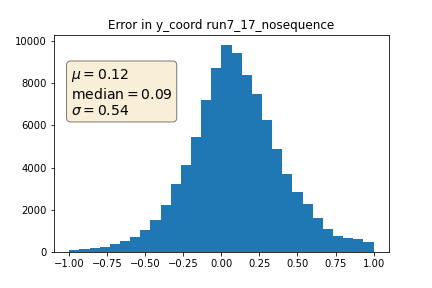 Error in y_coord run7_17_nosequence
10000
8000
6000
4000
2000
0
μ = 0.12
median = 0.09
σ = 0.54
−1.00 −0.75 −0.50 −0.25 0.00 0.25 0.50 0.75 1.00